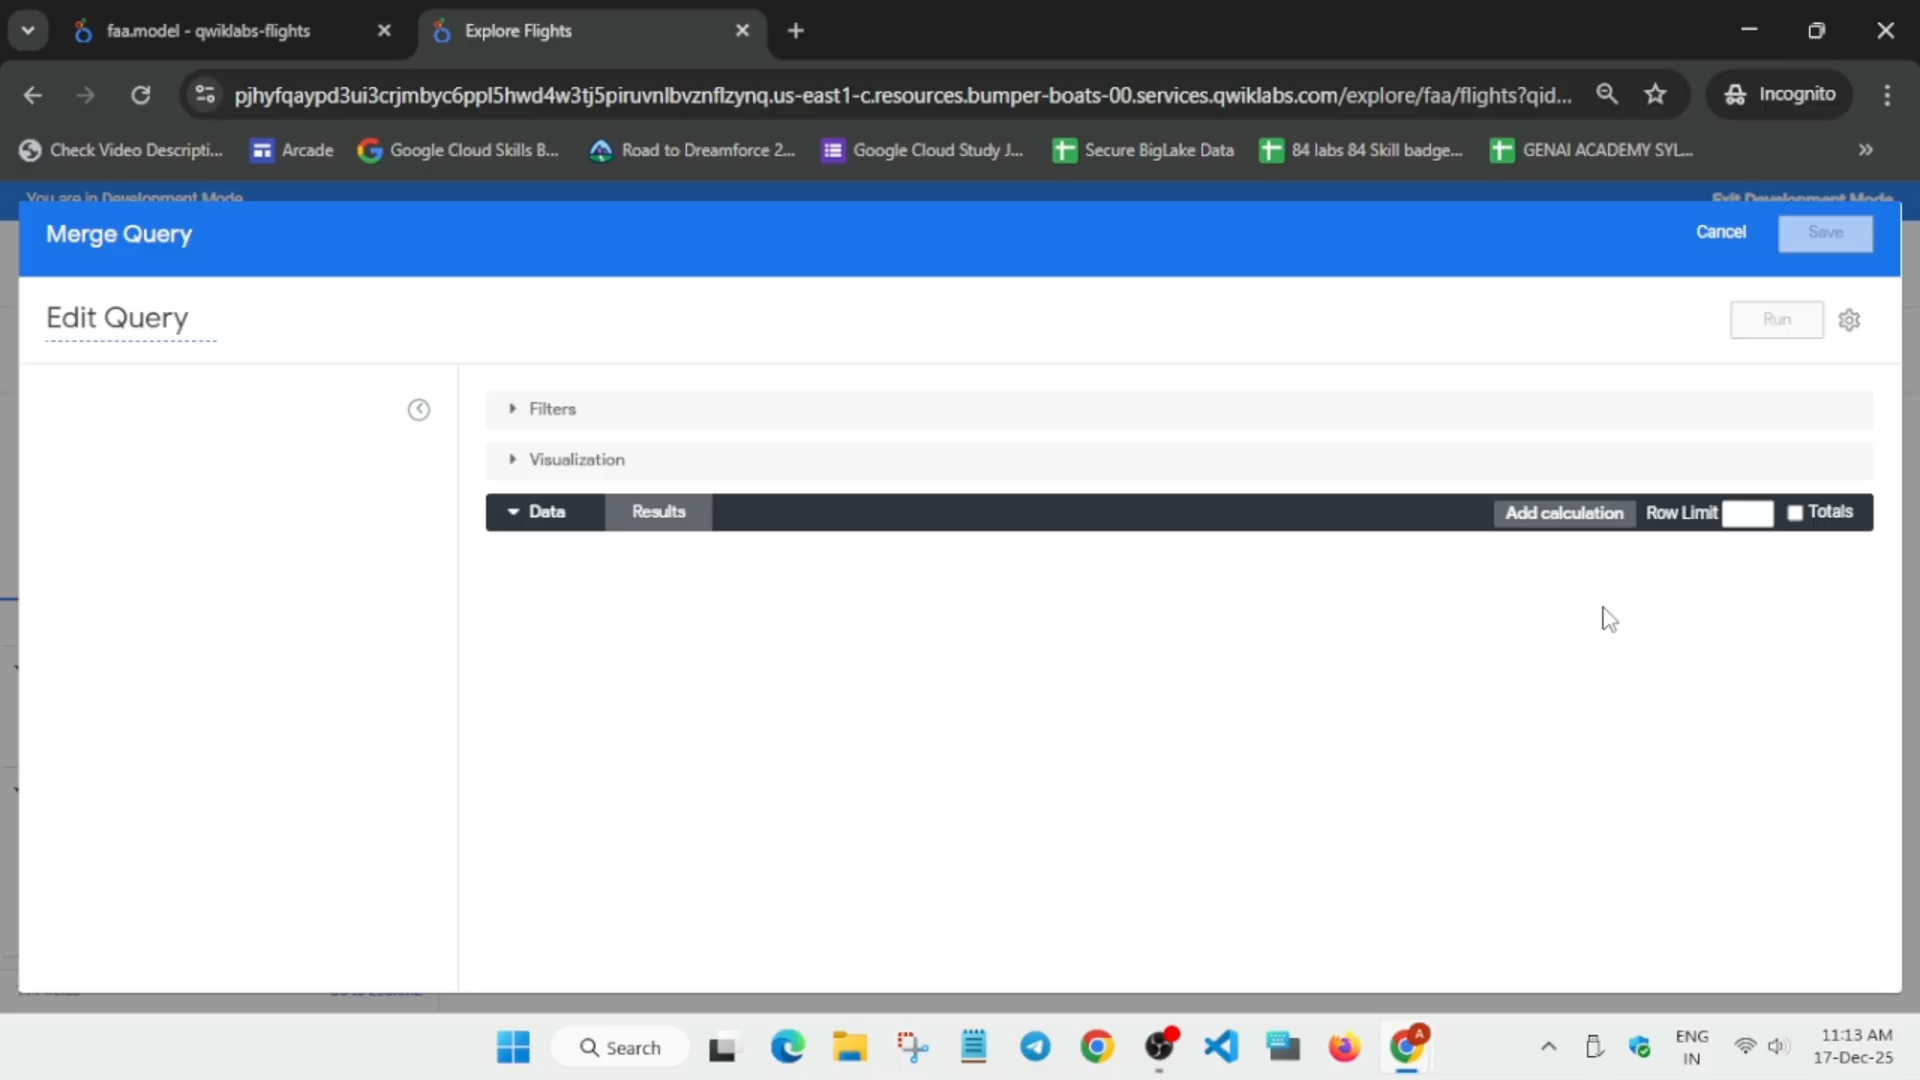 faa.model - qwiklabs-flights
Explore Flights
pjhyfqaypd3ui3crjmbyc6ppl5hwd4w3tj5piruvnlbvznflzynq.us-east1-c.resources.bumper-boats-00.services.qwiklabs.com/explore/faa/flights?qid...
Incognito
Check Video Descripti...
Arcade
Google Cloud Skills B...
Road to Dreamforce 2...
Google Cloud Study J...
Secure BigLake Data
84 labs 84 Skill badge...
GENAI ACADEMY SYL...
You are in Development Mode
Exit Development Mode
Merge Query
Cancel
Save
Edit Query
Run
Filters
Visualization
Data
Results
Add calculation
Row Limit
Totals
Search
A
ENG
IN
11:13 AM
17-Dec-25